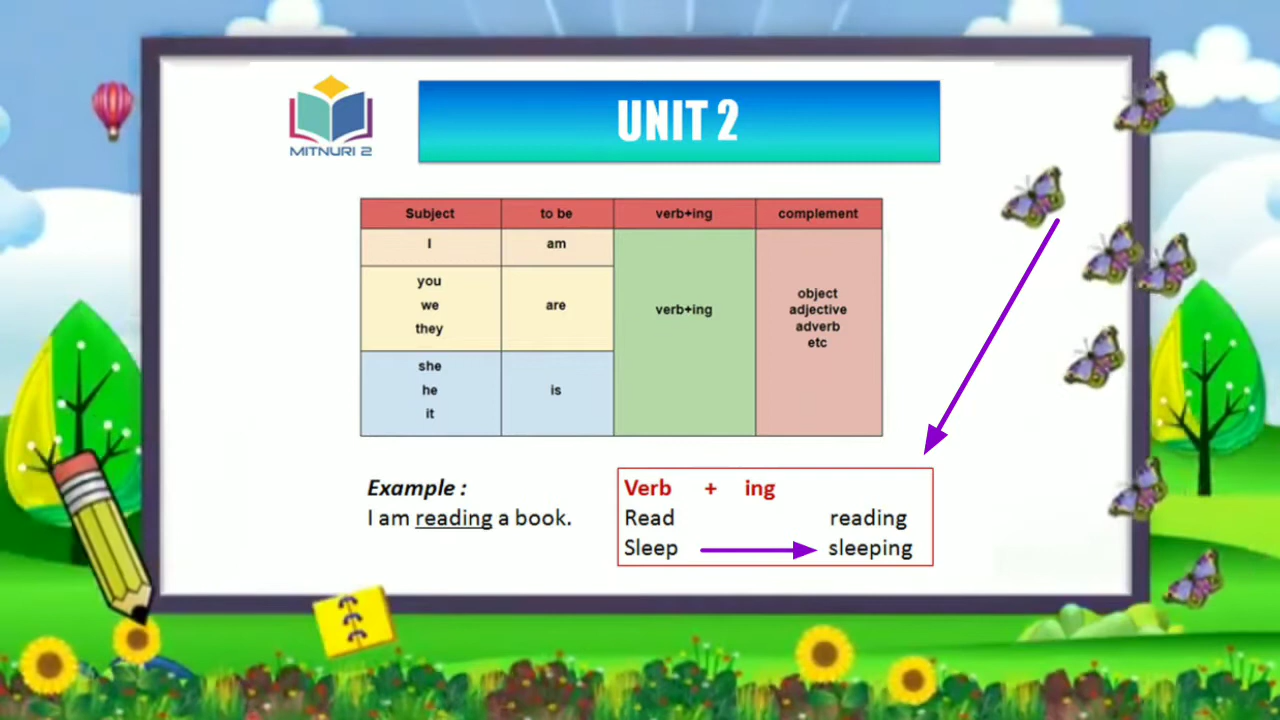 MITNURI 2
UNIT 2
Subject to be verb+ing complement
I am
you
we
they
are
she
he
it
is
verb+ing
object
adjective
adverb
etc
Example :
I am reading a book.
Verb + ing
Read reading
Sleep sleeping